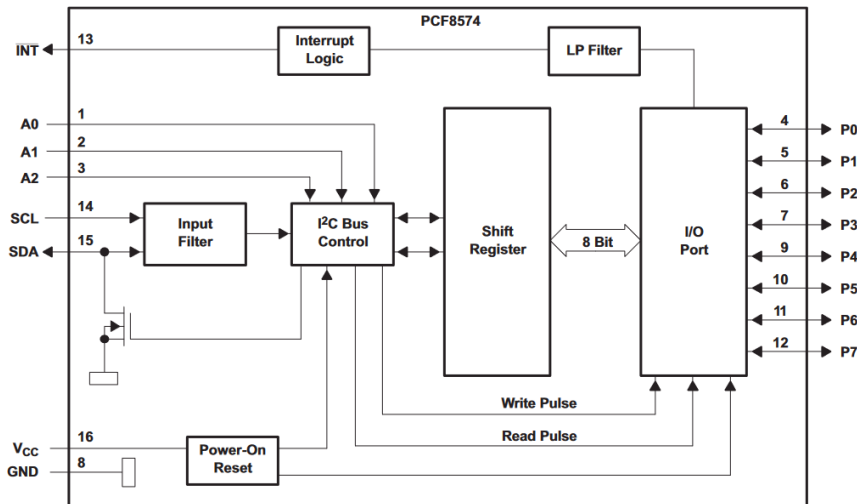 PCF8574
INT
13
Interrupt
Logic
LP Filter
A0
1
A1
2
A2
3
SCL
14
SDA
15
Input
Filter
I²C Bus
Control
Shift
Register
8 Bit
I/O
Port
4
P0
5
P1
6
P2
7
P3
9
P4
10
P5
11
P6
12
P7
Write Pulse
Read Pulse
VCC
16
GND
8
Power-On
Reset